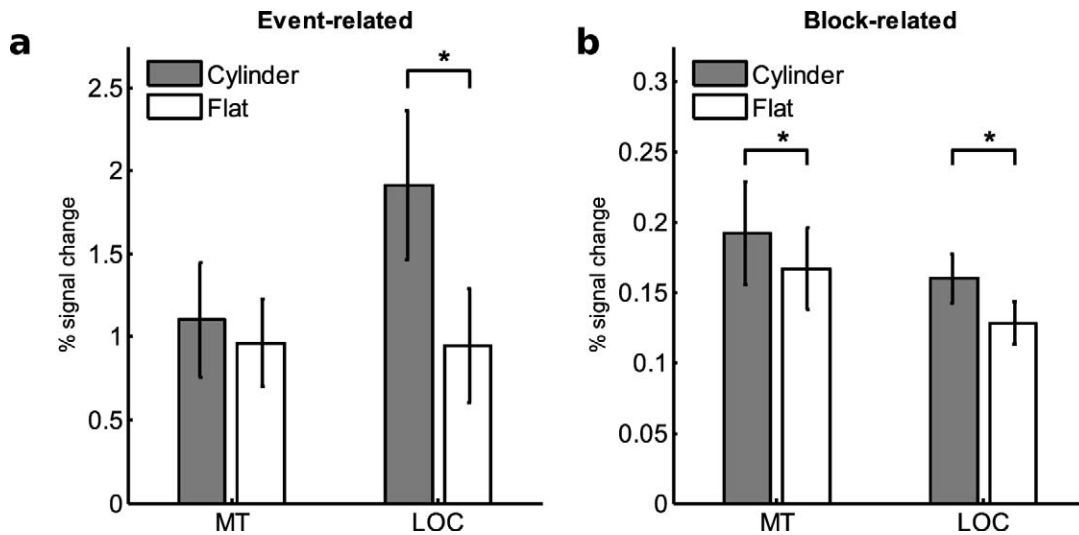 Event-related
a
*
Cylinder
Flat
% signal change
2.5
2
1.5
1
0.5
0
MT
LOC
Block-related
b
Cylinder
Flat
*
*
% signal change
0.3
0.25
0.2
0.15
0.1
0.05
0
MT
LOC